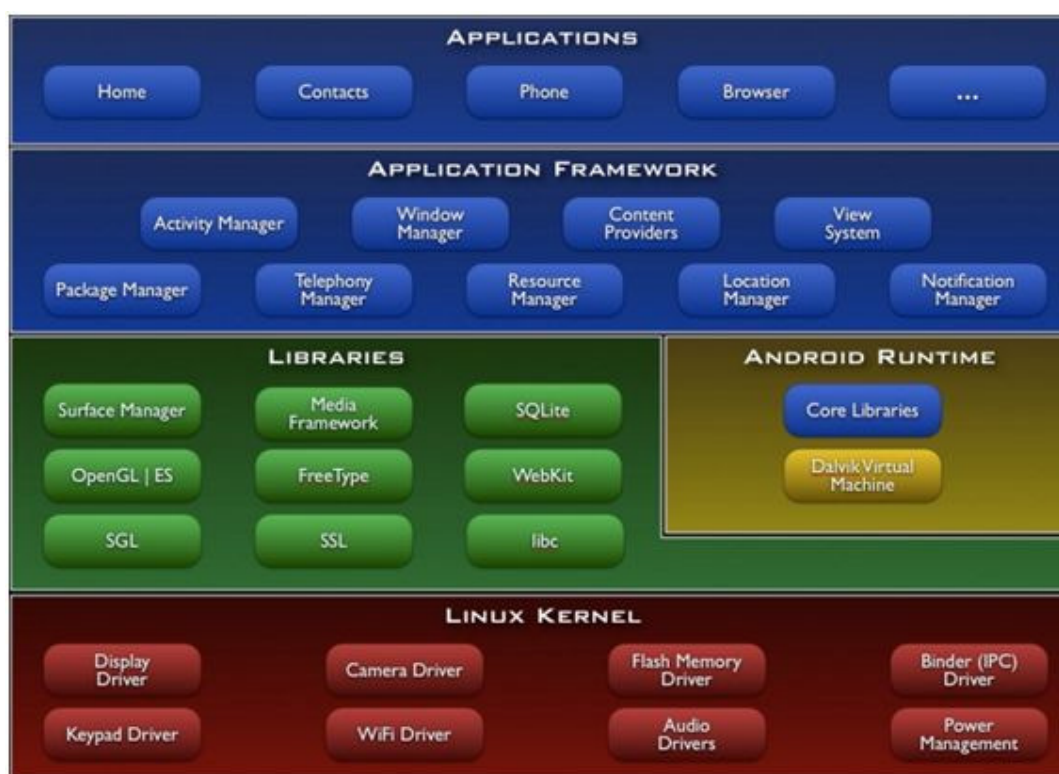 APPLICATIONS
Home
Contacts
Phone
Browser
...
APPLICATION FRAMEWORK
Activity Manager
Window
Manager
Content
Providers
View
System
Package Manager
Telephony
Manager
Resource
Manager
Location
Manager
Notification
Manager
LIBRARIES
Surface Manager
Media
Framework
SQLite
OpenGL | ES
FreeType
WebKit
SGL
SSL
libc
ANDROID RUNTIME
Core Libraries
Dalvik Virtual
Machine
LINUX KERNEL
Display
Driver
Camera Driver
Flash Memory
Driver
Binder (IPC)
Driver
Keypad Driver
WiFi Driver
Audio
Drivers
Power
Management